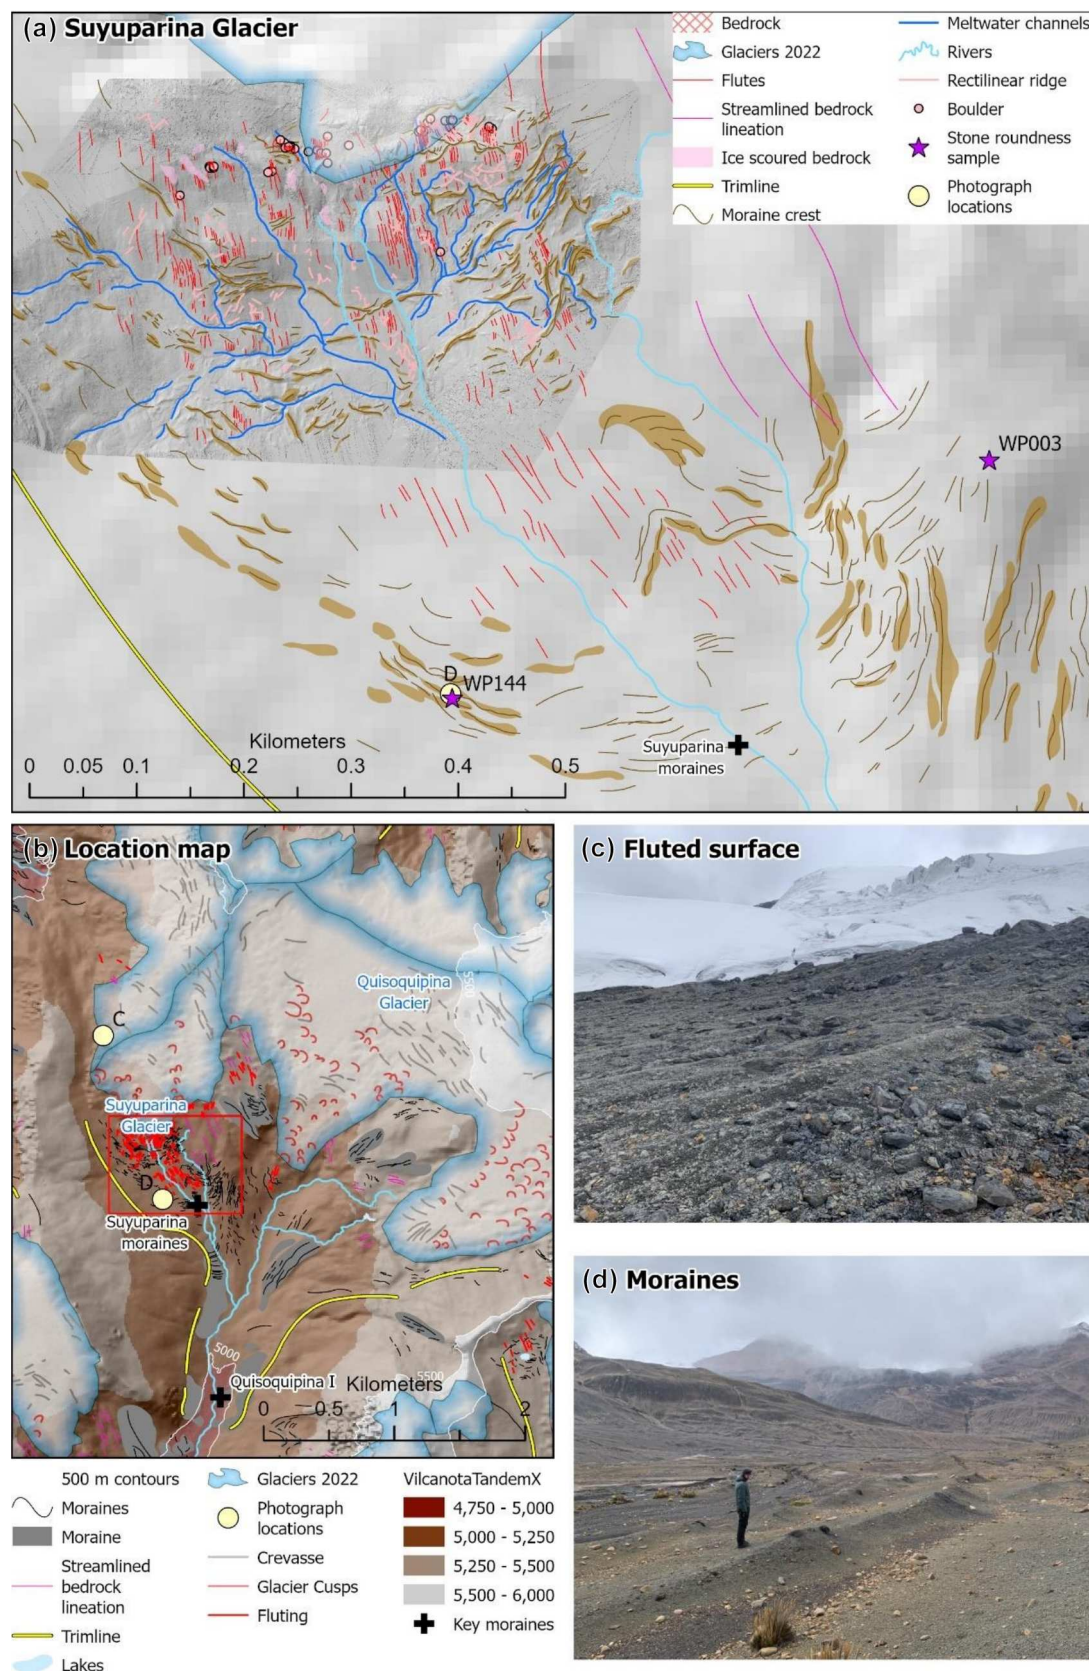 (a) Suyuparina Glacier
Bedrock
Glaciers 2022
Flutes
Streamlined bedrock
lineation
Ice scoured bedrock
Trimline
Moraine crest
Meltwater channels
Rivers
Rectilinear ridge
Boulder
Stone roundness
sample
Photograph
locations
WP003
D
WP144
Suyuparina
moraines
Kilometers
0 0.05 0.1 0.2 0.3 0.4 0.5
(b) Location map
Quisoquipina
Glacier
5500
C
Suyuparina
Glacier
D
Suyuparina
moraines
5000
Quisoquipina I
5500
Kilometers
0 0.5 1 2
500 m contours
Moraines
Moraine
Streamlined
bedrock
lineation
Trimline
Lakes
Glaciers 2022
Photograph
locations
Crevasse
Glacier Cusps
Fluting
VilcanotaTandemX
4,750 - 5,000
5,000 - 5,250
5,250 - 5,500
5,500 - 6,000
Key moraines
(c) Fluted surface
(d) Moraines